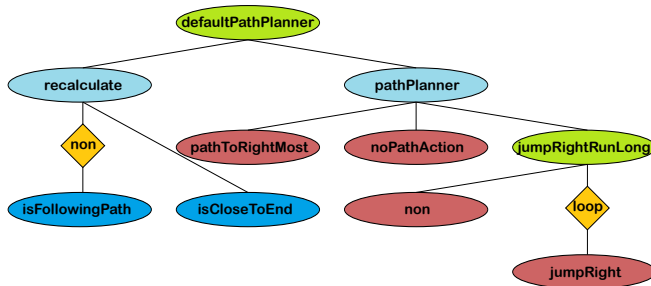 defaultPathPlanner
recalculate
pathPlanner
non
pathToRightMost
noPathAction
jumpRightRunLong
isFollowingPath
isCloseToEnd
non
loop
jumpRight